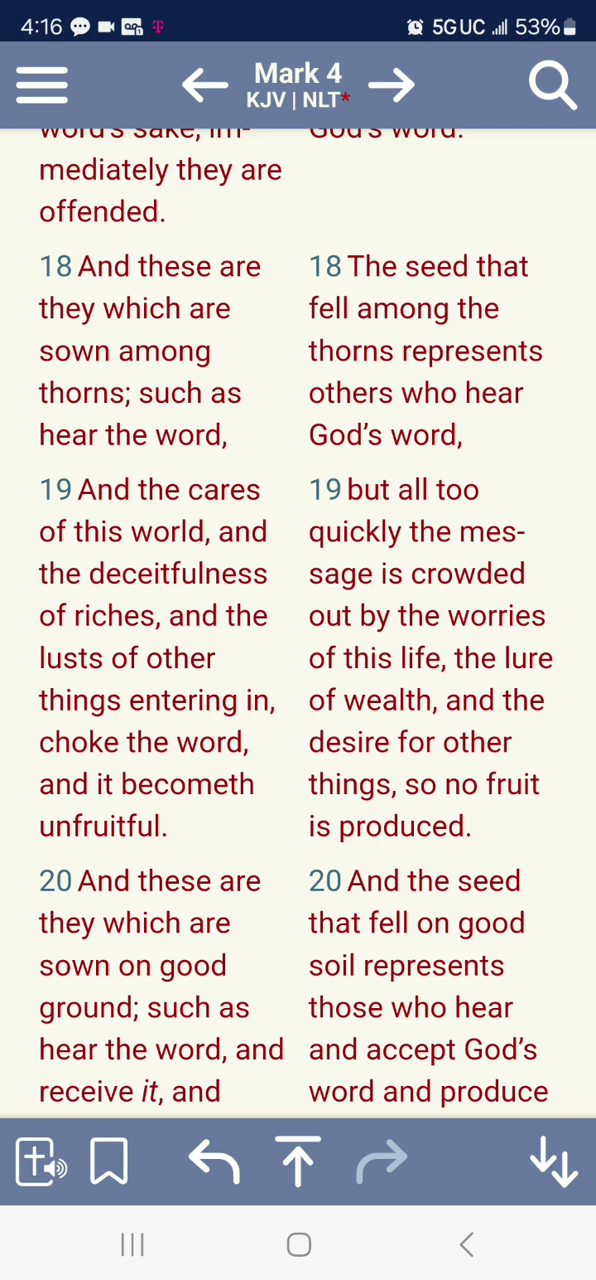 4:16
5G UC 53%
Mark 4
KJV | NLT*
word's sake, im-
mediately they are
offended.
18 And these are
they which are
sown among
thorns; such as
hear the word,
19 And the cares
of this world, and
the deceitfulness
of riches, and the
lusts of other
things entering in,
choke the word,
and it becometh
unfruitful.
20 And these are
they which are
sown on good
ground; such as
hear the word, and
receive it, and
God's word.
18 The seed that
fell among the
thorns represents
others who hear
God’s word,
19 but all too
quickly the mes-
sage is crowded
out by the worries
of this life, the lure
of wealth, and the
desire for other
things, so no fruit
is produced.
20 And the seed
that fell on good
soil represents
those who hear
and accept God’s
word and produce